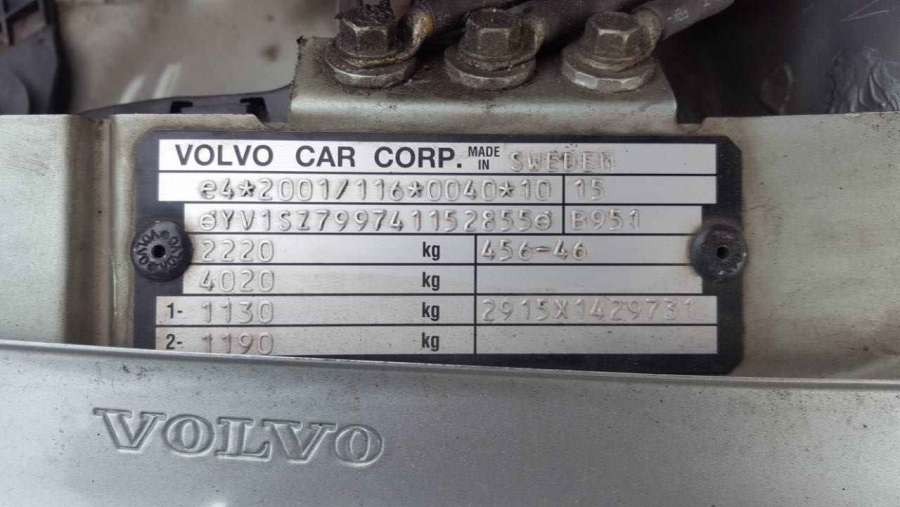 VOLVO CAR CORP. MADE IN SWEDEN
e4*2001/116*0040*10 15
YV1SZ799741152855 B951
2220 kg 456-46
4020 kg
1- 1130 kg 2915X1429731
2- 1190 kg
VOLVO